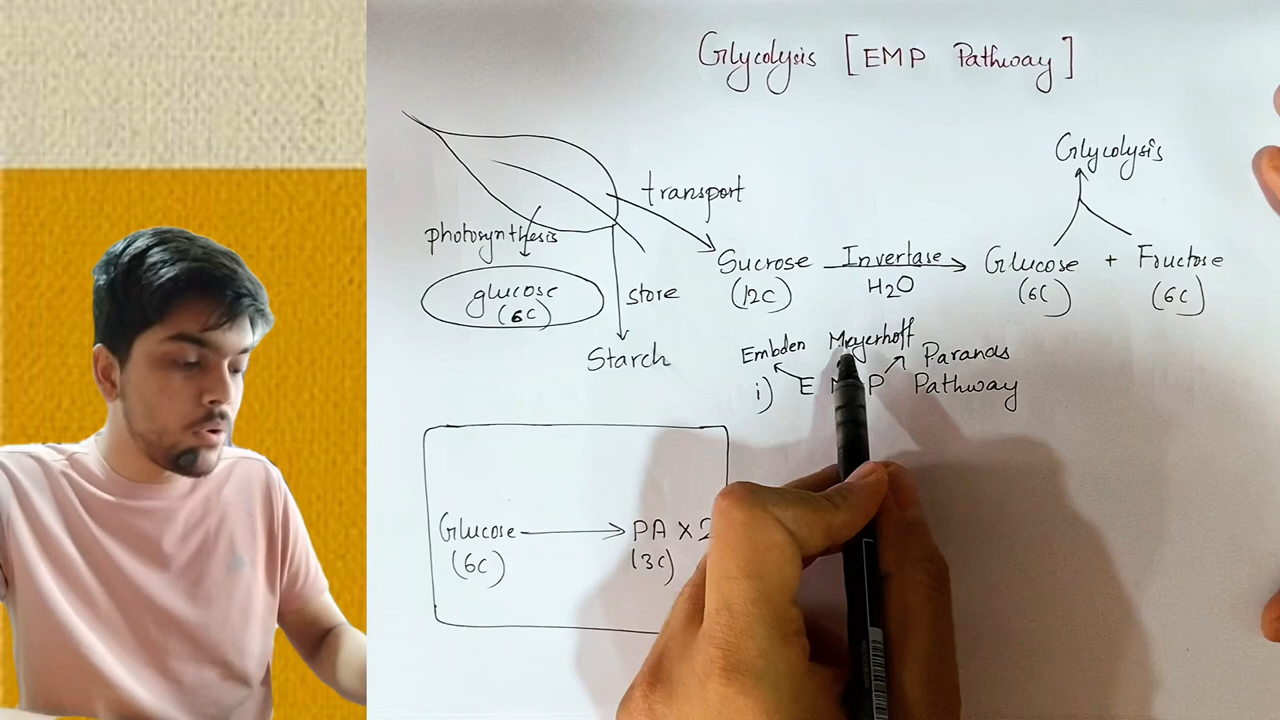 Glycolysis [EMP Pathway]
Glycolysis
transport
photosynthesis
Sucrose Invertase Glucose + Fructose
(12C) H2O (6C) (6C)
glucose
(6C)
store
Starch
Embden Meyerhoff Paranas
i) E M P Pathway
Glucose PA X 2
(6C) (3C)